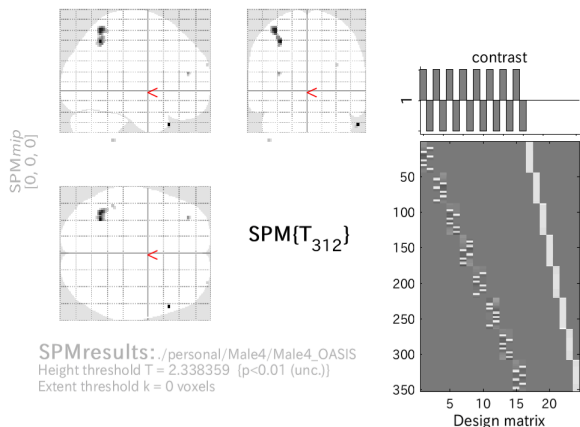 SPMmip
[0, 0, 0]
<
<
<
SPM{T312}
SPMresults: ./personal/Male4/Male4_OASIS
Height threshold T = 2.338359 {p<0.01 (unc.)}
Extent threshold k = 0 voxels
contrast
1
50
100
150
200
250
300
350
5 10 15 20
Design matrix